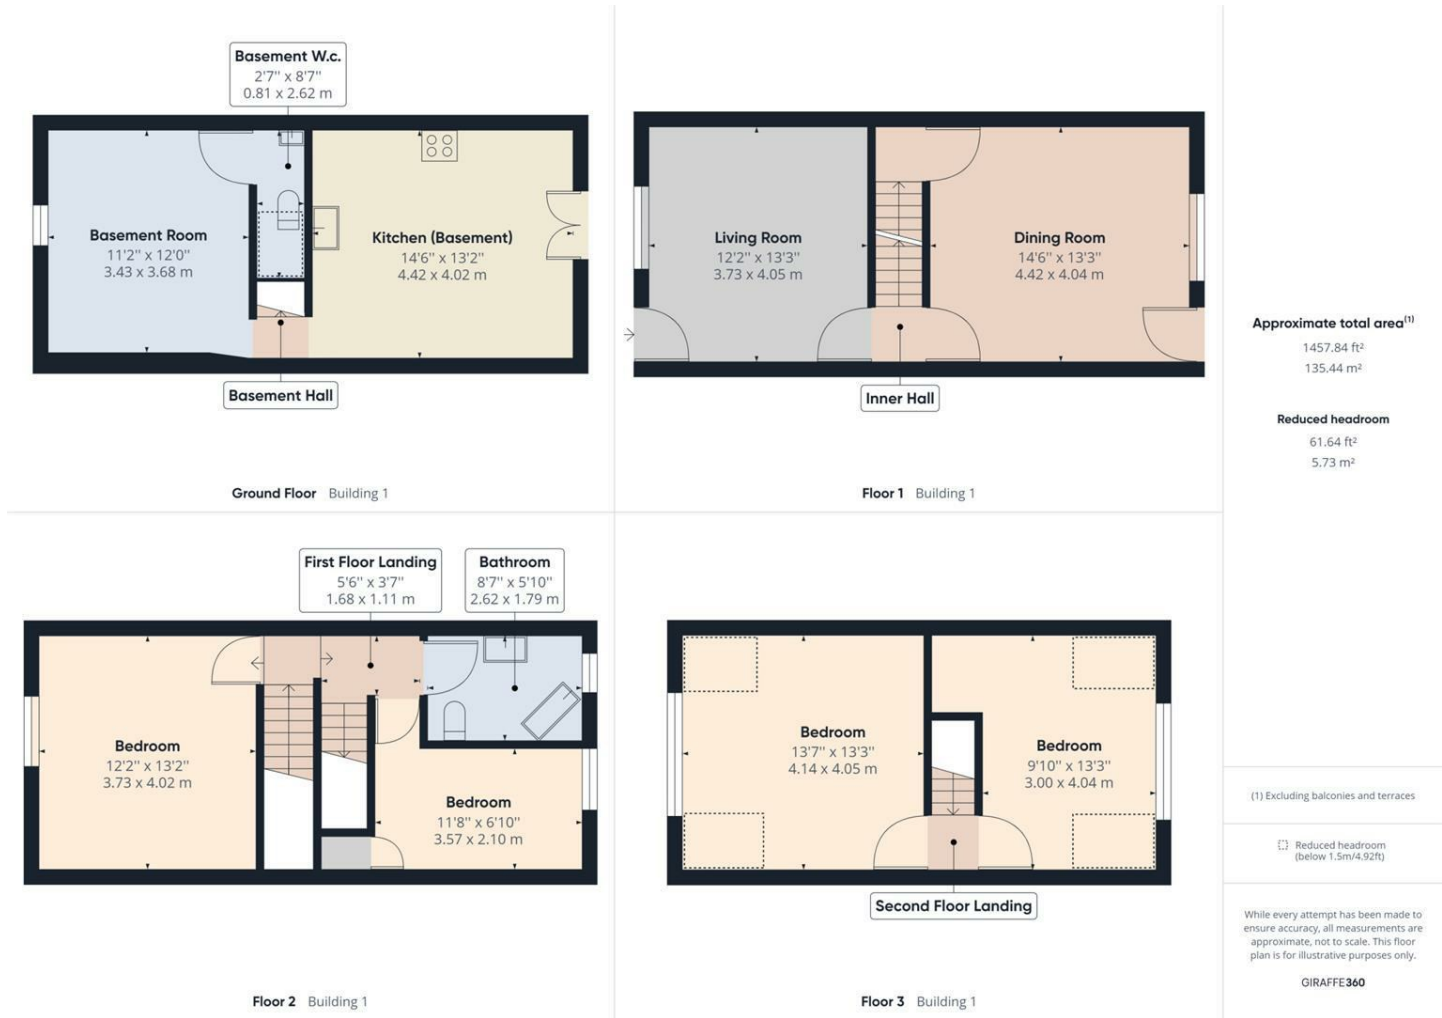 Basement W.c.
2'7" x 8'7"
0.81 x 2.62 m
Basement Room
11'2" x 12'0"
3.43 x 3.68 m
Kitchen (Basement)
14'6" x 13'2"
4.42 x 4.02 m
Basement Hall
Ground Floor Building 1
Living Room
12'2" x 13'3"
3.73 x 4.05 m
Dining Room
14'6" x 13'3"
4.42 x 4.04 m
Inner Hall
Floor 1 Building 1
First Floor Landing
5'6" x 3'7"
1.68 x 1.11 m
Bathroom
8'7" x 5'10"
2.62 x 1.79 m
Bedroom
12'2" x 13'2"
3.73 x 4.02 m
Bedroom
11'8" x 6'10"
3.57 x 2.10 m
Floor 2 Building 1
Bedroom
13'7" x 13'3"
4.14 x 4.05 m
Bedroom
9'10" x 13'3"
3.00 x 4.04 m
Second Floor Landing
Floor 3 Building 1
Approximate total area(1)
1457.84 ft²
135.44 m²
Reduced headroom
61.64 ft²
5.73 m²
(1) Excluding balconies and terraces
Reduced headroom
(below 1.5m/4.92ft)
While every attempt has been made to
ensure accuracy, all measurements are
approximate, not to scale. This floor
plan is for illustrative purposes only.
GIRAFFE360